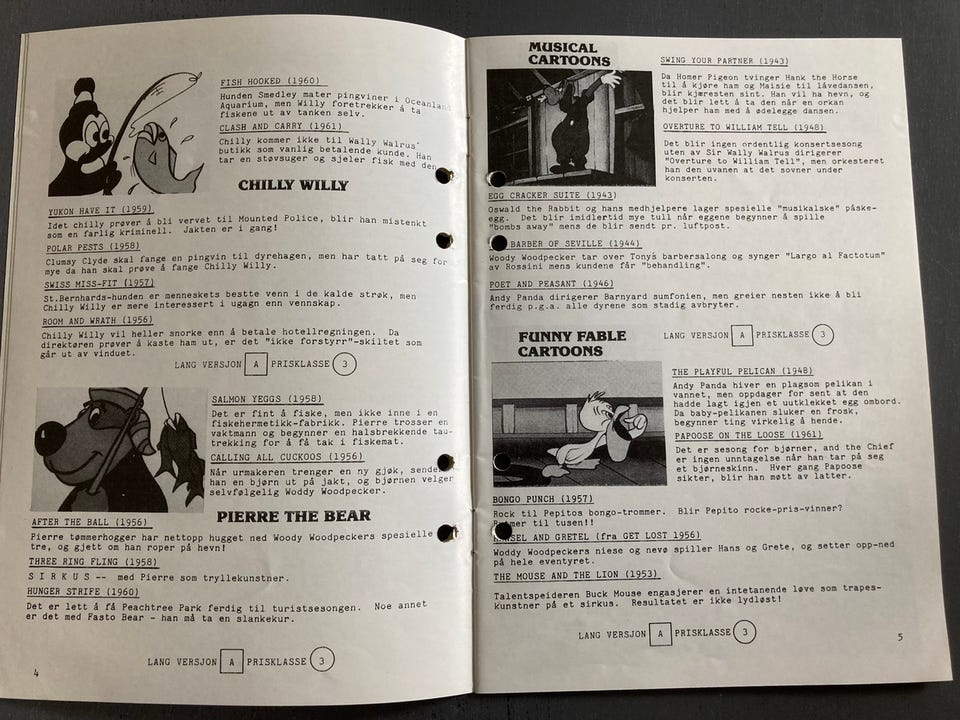 FISH HOOKED (1960)
Hunden Smedley mater pingviner i Oceanland
Aquarium, men Willy foretrekker å ta
fiskene ut av tanken selv.
CLASH AND CARRY (1961)
Chilly kommer ikke til Wally Walrus'
butikk som vanlig betalende kunde. Han
tar en støvsuger og sjeler fisk med den
CHILLY WILLY
YUKON HAVE IT (1959)
Idet chilly prøver å bli vervet til Mounted Police, blir han mistenkt
som en farlig kriminell. Jakten er i gang!
POLAR PESTS (1958)
Clumsy Clyde skal fange en pingvin til dyrehagen, men har tatt på seg for
mye da han skal prøve å fange Chilly Willy.
SWISS MISS-FIT (1957)
St.Bernhards-hunden er menneskets bestte venn i de kalde strøk, men
Chilly Willy er mere interessert i ugagn enn vennskap.
ROOM AND WRATH (1956)
Chilly Willy vil heller snorke enn å betale hotellregningen. Da
direktøren prøver å kaste ham ut, er det "ikke forstyrr"-skiltet som
går ut av vinduet.
LANG VERSJON A PRISKLASSE 3
SALMON YEGGS (1958)
Det er fint å fiske, men ikke inne i en
fiskehermetikk-fabrikk. Pierre trosser en
vaktmann og begynner en halsbrekkende tau-
trekking for å få tak i fiskemat.
CALLING ALL CUCKOOS (1956)
Når urmakeren trenger en ny gjøk, sender
han en bjørn ut på jakt, og bjørnen velger
selvfølgelig Woddy Woodpecker.
PIERRE THE BEAR
AFTER THE BALL (1956)
Pierre tømmerhogger har nettopp hugget ned Woody Woodpeckers spesielle
tre, og gjett om han roper på hevn!
THREE RING FLING (1958)
S I R K U S -- med Pierre som tryllekunstner.
HUNGER STRIFE (1960)
Det er lett å få Peachtree Park ferdig til turistsesongen. Noe annet
er det med Fasto Bear - han må ta en slankekur.
LANG VERSJON A PRISKLASSE 3
4
MUSICAL
CARTOONS
SWING YOUR PARTNER (1943)
Da Homer Pigeon tvinger Hank the Horse
til å kjøre ham og Maisie til låvedansen,
blir kjæresten sint. Han vil ha hevn, og
det blir lett å ta den når en orkan
hjelper ham med å ødelegge dansen.
OVERTURE TO WILLIAM TELL (1948)
Det blir ingen ordentlig konsertsesong
uten av Sir Wally Walrus dirigerer
"Overture to William Tell", men orkesteret
han den uvanen at det sovner under
konserten.
EGG CRACKER SUITE (1943)
Oswald the Rabbit og hans medhjelpere lager spesielle "musikalske" påske-
egg. Det blir imidiertid mye tull når eggene begynner å spille
"bombs away" mens de blir sendt pr. luftpost.
BARBER OF SEVILLE (1944)
Woody Woodpecker tar over Tony's barbersalong og synger "Largo al Factotum"
av Rossini mens kundene får "behandling".
POET AND PEASANT (1946)
Andy Panda dirigerer Barnyard sumfonien, men greier nesten ikke å bli
ferdig p.g.a. alle dyrene som stadig avbryter.
LANG VERSJON A PRISKLASSE 3
FUNNY FABLE
CARTOONS
THE PLAYFUL PELICAN (1948)
Andy Panda hiver en plagsom pelikan i
vannet, men oppdager for sent at den
hadde lagt igjen et uutklekket egg ombord.
Da baby-pelikanen sluker en frosk,
begynner ting virkelig å hende.
PAPOOSE ON THE LOOSE (1961)
Det er sesong for bjørner, and the Chief
er ingen unntagelse når han tar på seg
et bjørneskinn. Hver gang Papoose
sikter, blir han møtt av latter.
BONGO PUNCH (1957)
Rock til Pepitos bongo-trommer. Blir Pepito rocke-pris-vinner?
til tusen!!
AND GRETEL (fra GET LOST 1956)
Woddy Woodpeckers niese og nevø spiller Hans og Grete, og setter opp-ned
på hele eventyret.
THE MOUSE AND THE LION (1953)
Talentspeideren Buck Mouse engasjerer en intetanende løve som trapes-
kunstner på et sirkus. Resultatet er ikke lydløst!
LANG VERSJON A PRISKLASSE 3
5